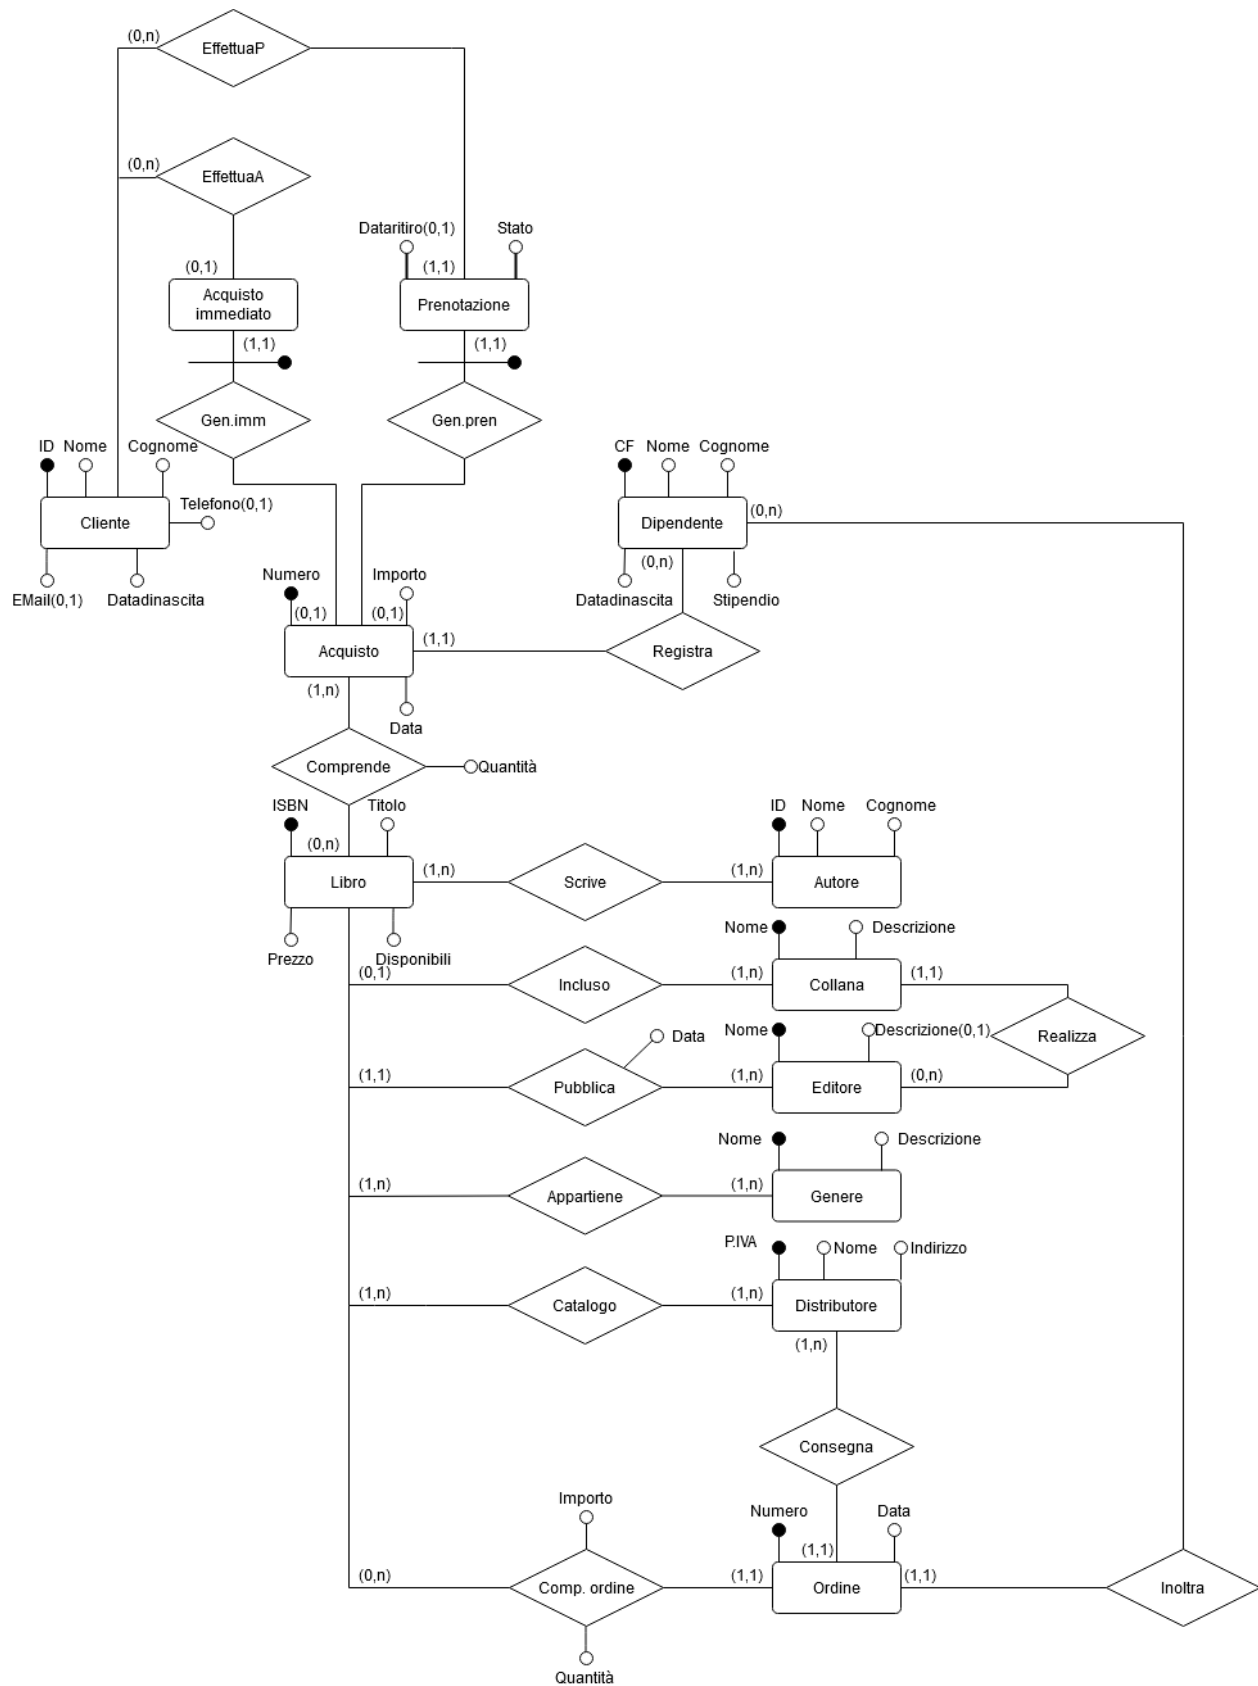 (0,n)
EffettuaP
(0,n)
EffettuaA
Dataritiro(0,1)
Stato
(0,1)
(1,1)
Acquisto
immediato
Prenotazione
(1,1)
(1,1)
Gen.imm
Gen.pren
ID
Nome
Cognome
CF
Nome
Cognome
Telefono(0,1)
Cliente
Dipendente
(0,n)
(0,n)
EMail(0,1)
Datadinascita
Numero
Importo
Datadinascita
Stipendio
(0,1)
(0,1)
Acquisto
(1,1)
Registra
(1,n)
Data
Comprende
Quantità
ISBN
Titolo
ID
Nome
Cognome
(0,n)
(1,n)
Scrive
(1,n)
Libro
Autore
Prezzo
Disponibili
Nome
Descrizione
(0,1)
Incluso
(1,n)
Collana
(1,1)
Data
Nome
Descrizione(0,1)
Realizza
(1,1)
Pubblica
(1,n)
Editore
(0,n)
Nome
Descrizione
(1,n)
Appartiene
(1,n)
Genere
P.IVA
Nome
Indirizzo
(1,n)
Catalogo
(1,n)
Distributore
(1,n)
Consegna
Importo
Numero
Data
(1,1)
(0,n)
Comp. ordine
(1,1)
Ordine
(1,1)
Inoltra
Quantità